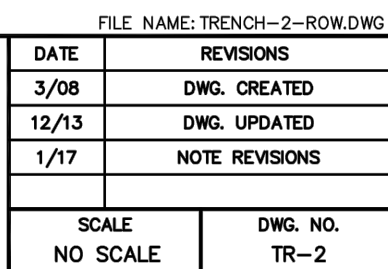 FILE NAME: TRENCH-2-ROW.DWG
DATE REVISIONS
3/08 DWG. CREATED
12/13 DWG. UPDATED
1/17 NOTE REVISIONS
SCALE DWG. NO.
NO SCALE TR-2